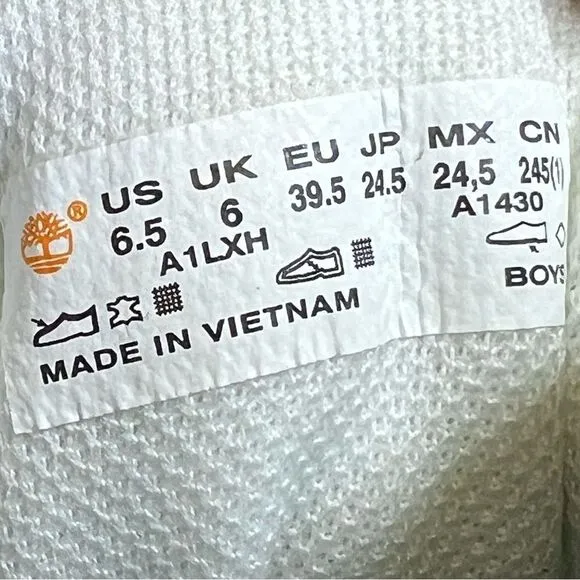 US UK EU JP MX CN
6.5 6 39.5 24.5 24,5 245(1)
A1LXH A1430
BOYS
MADE IN VIETNAM
®